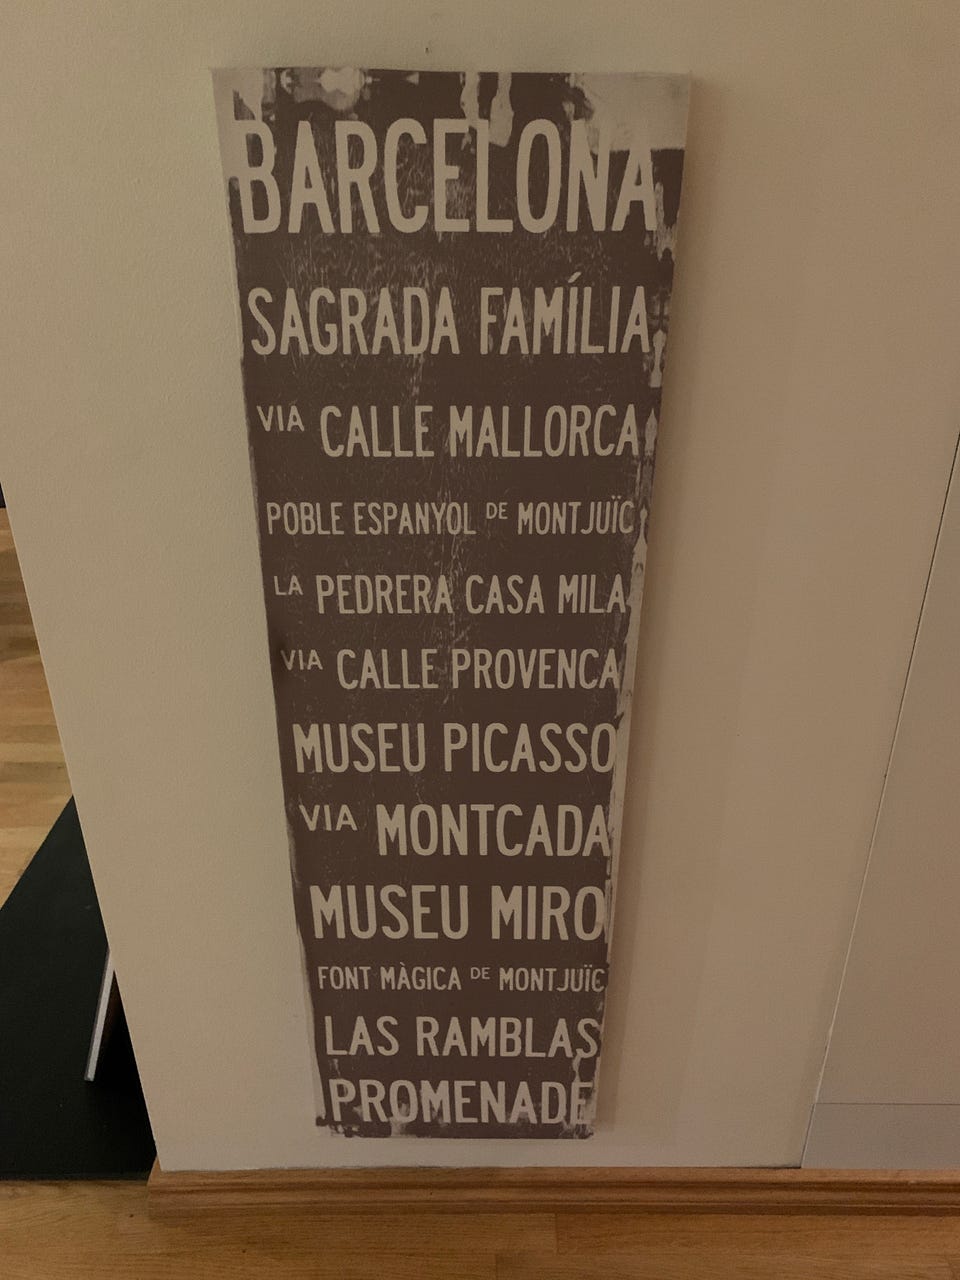 BARCELONA
SAGRADA FAMÍLIA
VIA CALLE MALLORCA
POBLE ESPANYOL DE MONTJUÏC
LA PEDRERA CASA MILA
VIA CALLE PROVENCA
MUSEU PICASSO
VIA MONTCADA
MUSEU MIRO
FONT MÀGICA DE MONTJUÏC
LAS RAMBLAS
PROMENADE